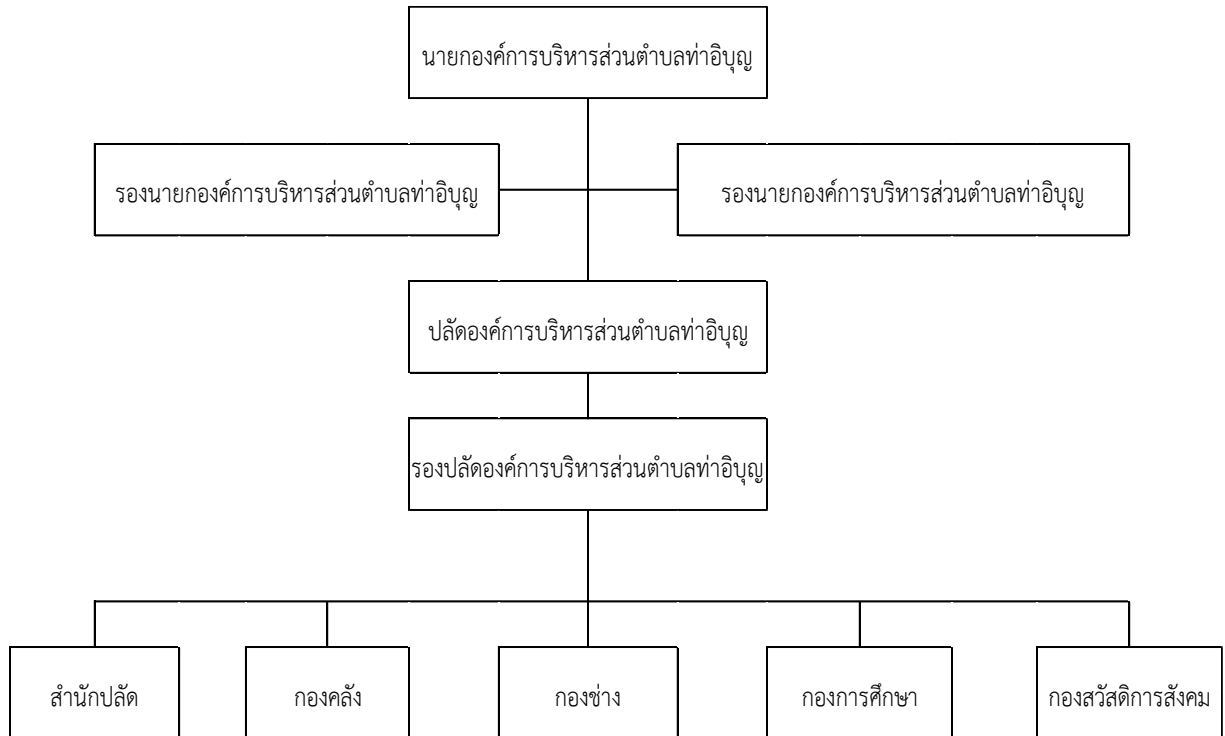 นายกองค์การบริหารส่วนตำบลท่าอิบุญ
รองนายกองค์การบริหารส่วนตำบลท่าอิบุญ
รองนายกองค์การบริหารส่วนตำบลท่าอิบุญ
ปลัดองค์การบริหารส่วนตำบลท่าอิบุญ
รองปลัดองค์การบริหารส่วนตำบลท่าอิบุญ
สำนักปลัด
กองคลัง
กองช่าง
กองการศึกษา
กองสวัสดิการสังคม